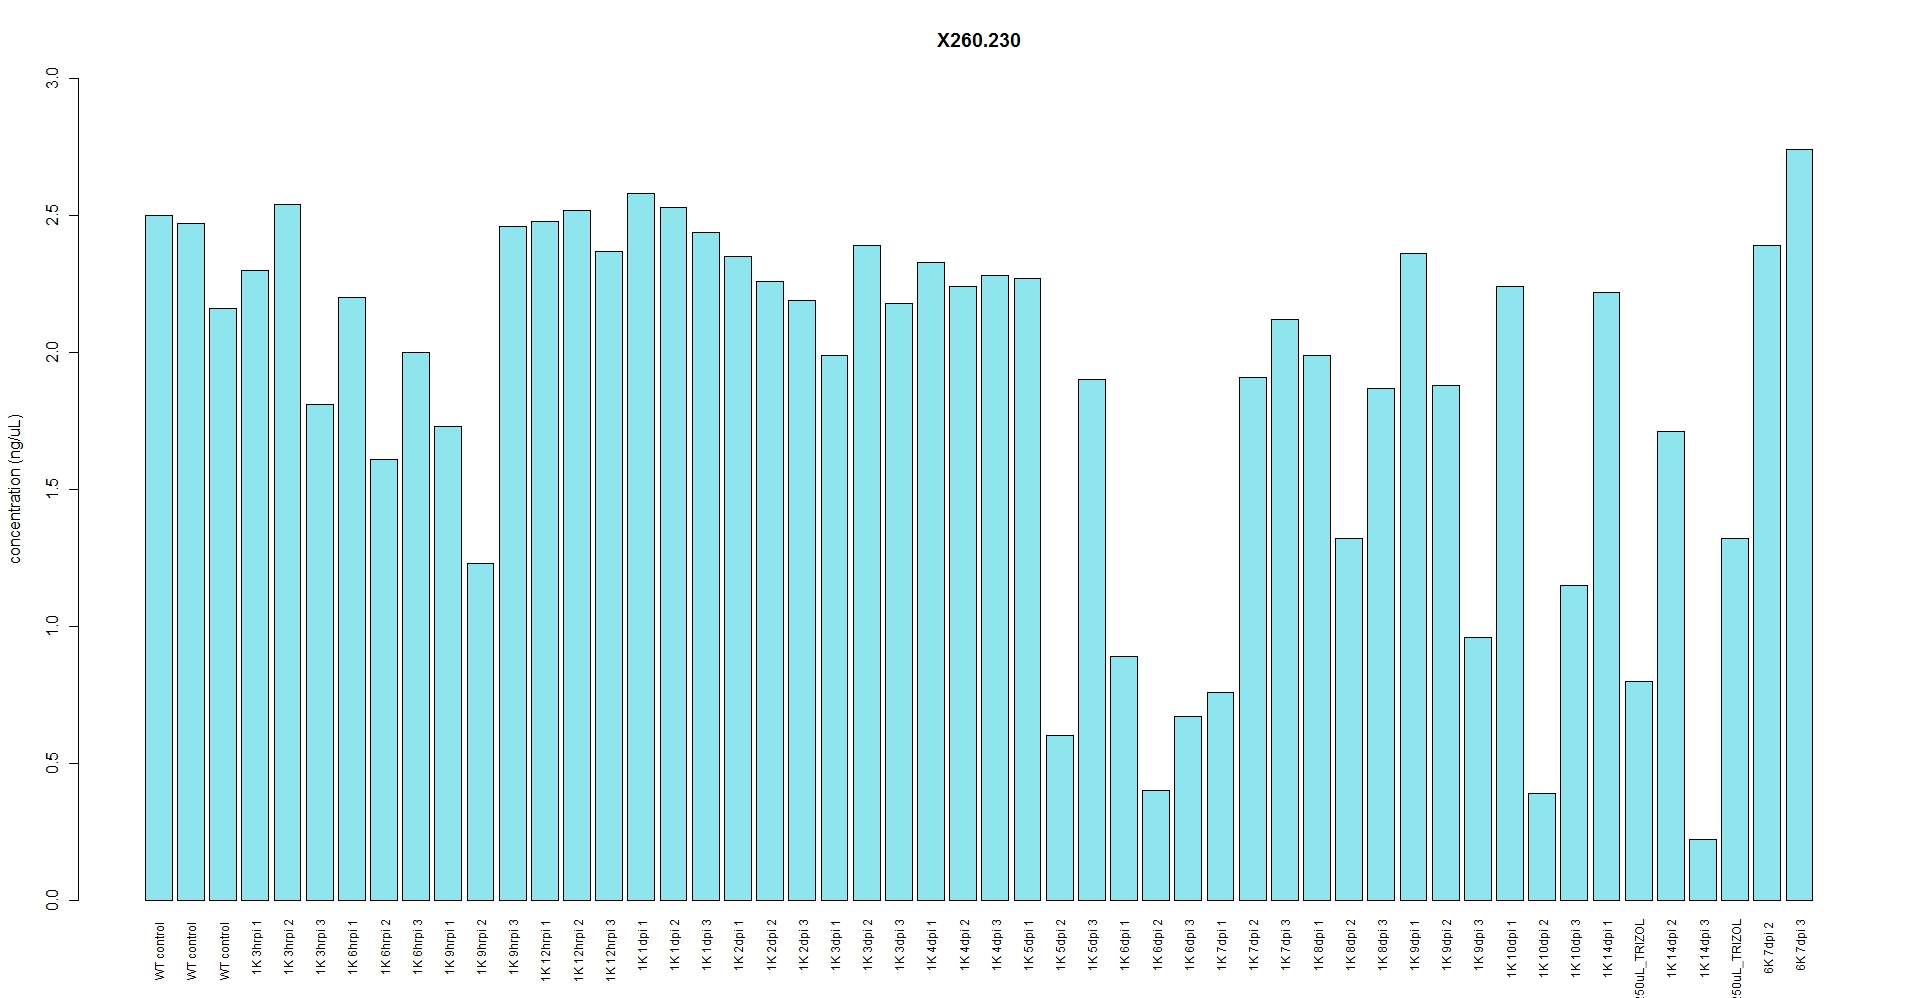 X260.230
concentration (ng/uL)
3.0
2.5
2.0
1.5
1.0
0.5
0.0
WT control
WT control
WT control
1K 3hrpi 1
1K 3hrpi 2
1K 3hrpi 3
1K 6hrpi 1
1K 6hrpi 2
1K 6hrpi 3
1K 9hrpi 1
1K 9hrpi 2
1K 9hrpi 3
1K 12hrpi 1
1K 12hrpi 2
1K 12hrpi 3
1K 1dpi 1
1K 1dpi 2
1K 1dpi 3
1K 2dpi 1
1K 2dpi 2
1K 2dpi 3
1K 3dpi 1
1K 3dpi 2
1K 3dpi 3
1K 4dpi 1
1K 4dpi 2
1K 4dpi 3
1K 5dpi 1
1K 5dpi 2
1K 5dpi 3
1K 6dpi 1
1K 6dpi 2
1K 6dpi 3
1K 7dpi 1
1K 7dpi 2
1K 7dpi 3
1K 8dpi 1
1K 8dpi 2
1K 8dpi 3
1K 9dpi 1
1K 9dpi 2
1K 9dpi 3
1K 10dpi 1
1K 10dpi 2
1K 10dpi 3
1K 14dpi 1
250uL_TRIZOL
1K 14dpi 2
1K 14dpi 3
250uL_TRIZOL
6K 7dpi 2
6K 7dpi 3